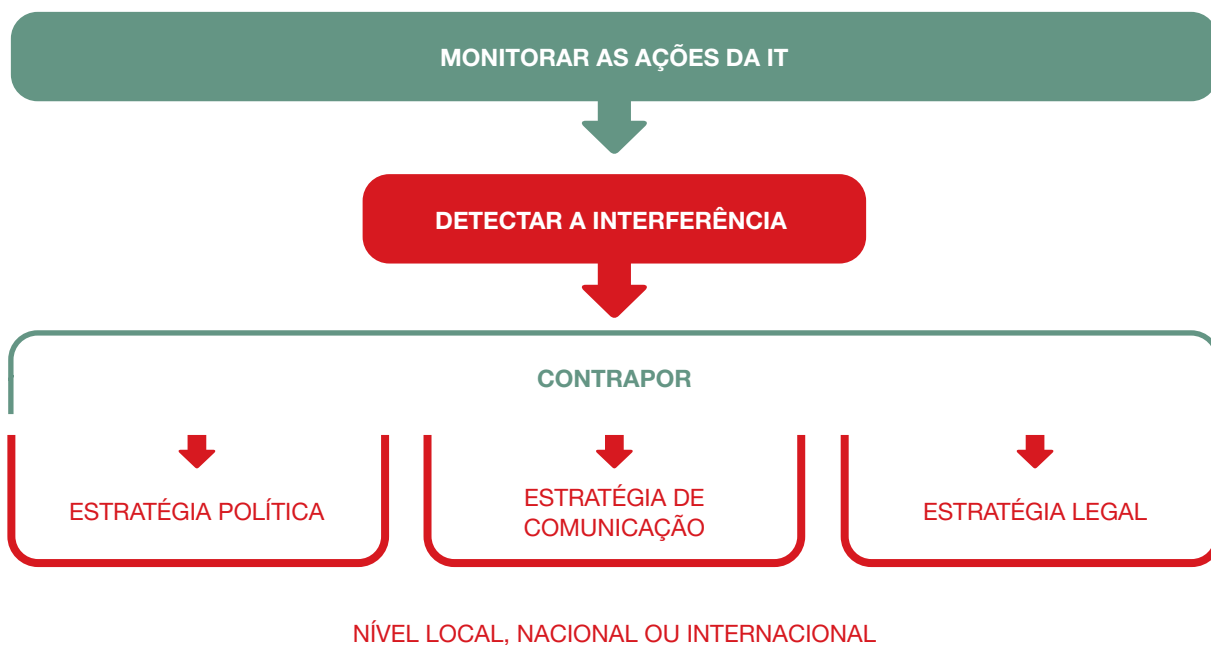 MONITORAR AS AÇÕES DA IT
DETECTAR A INTERFERÊNCIA
CONTRAPOR
ESTRATÉGIA POLÍTICA
ESTRATÉGIA DE
COMUNICAÇÃO
ESTRATÉGIA LEGAL
NÍVEL LOCAL, NACIONAL OU INTERNACIONAL